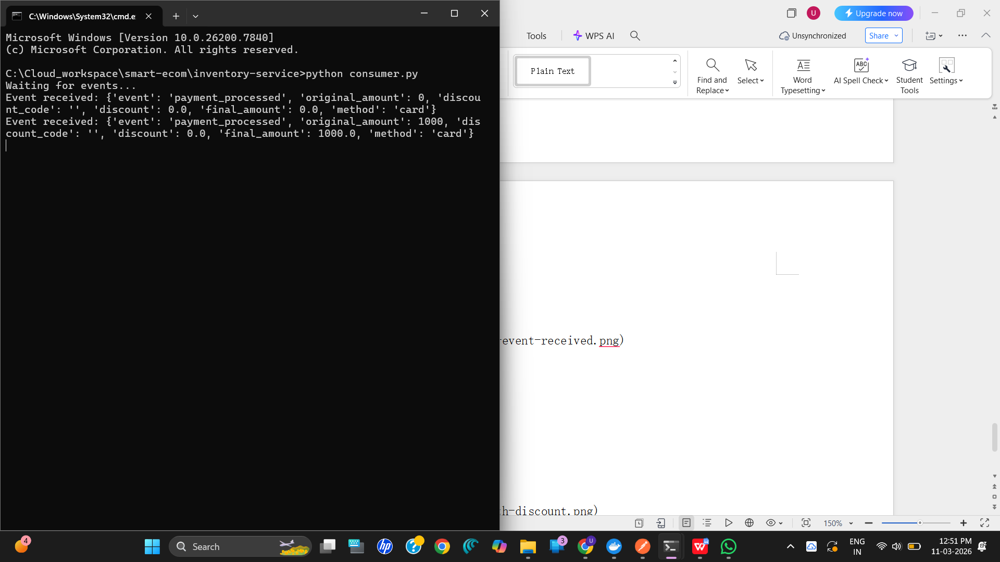 C:\Windows\System32\cmd.e
Microsoft Windows [Version 10.0.26200.7840]
(c) Microsoft Corporation. All rights reserved.
C:\Cloud_workspace\smart-ecom\inventory-service>python consumer.py
Waiting for events...
Event received: {'event': 'payment_processed', 'original_amount': 0, 'discou
nt_code': '', 'discount': 0.0, 'final_amount': 0.0, 'method': 'card'}
Event received: {'event': 'payment_processed', 'original_amount': 1000, 'dis
count_code': '', 'discount': 0.0, 'final_amount': 1000.0, 'method': 'card'}
U
Upgrade now
Tools
WPS AI
Unsynchronized
Share
Plain Text
Find and
Replace
Select
Word
Typesetting
ABC
AI Spell Check
Student
Tools
Settings
-event-received.png)
th-discount.png)
150%
4
Search
hp
3
U
ENG
IN
12:51 PM
11-03-2026